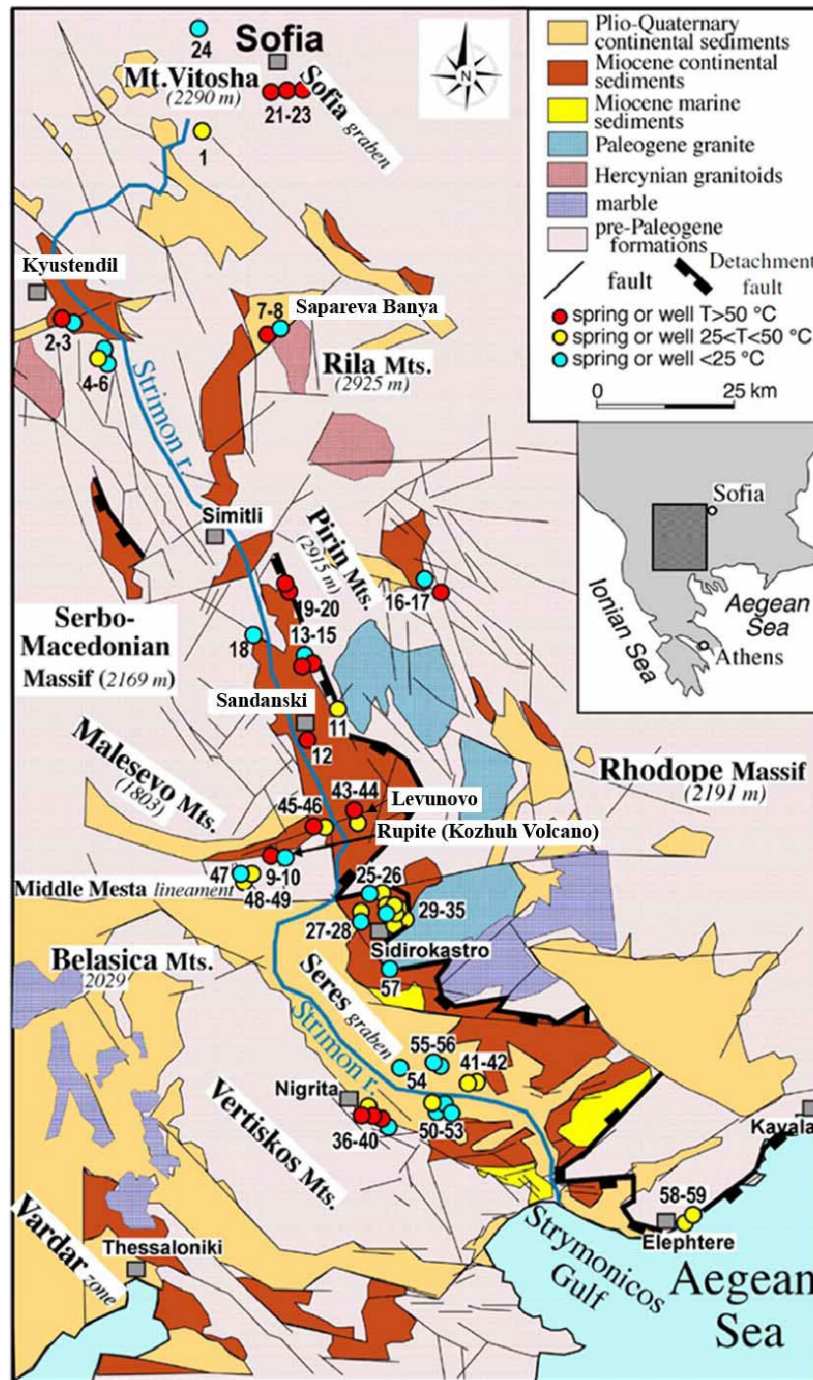 24
Sofia
Mt.Vitosha
(2290 m)
21-23
Sofia graben
1
N
Plio-Quaternary
continental sediments
Miocene continental
sediments
Miocene marine
sediments
Paleogene granite
Hercynian granitoids
marble
pre-Paleogene
formations
fault
Detachment
fault
spring or well T>50 °C
spring or well 25<T<50 °C
spring or well <25 °C
0
25 km
Sofia
Ionian Sea
Aegean
Sea
Athens
Kyustendil
2-3
4-6
7-8
Sapareva Banya
Rila Mts.
(2925 m)
Strimon r.
Simitli
Pirin Mts.
(2915 m)
19-20
16-17
Serbo-
Macedonian
Massif (2169 m)
18
13-15
Sandanski
11
12
Malesevo Mts.
(1803)
45-46
43-44
Levunovo
Rhodope Massif
(2191 m)
Rupite (Kozhuh Volcano)
47
9-10
Middle Mesta lineament
48-49
25-26
29-35
27-28
Sidirokastro
Belasica Mts.
2029
57
Seres graben
Strimon r.
55-56
54
41-42
Nigrita
36-40
50-53
Vertiskos Mts.
Kavala
58-59
Elephtere
Vardar zone
Thessaloniki
Strymonicos
Gulf
Aegean
Sea